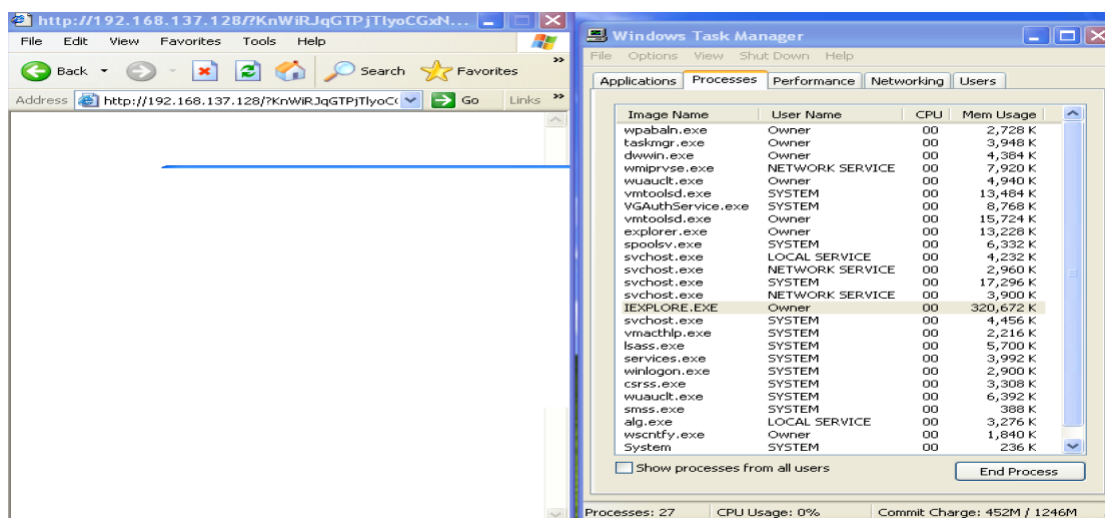 http://192.168.137.128/?KnWiRJqGTPjTlyoCGxN...
File Edit View Favorites Tools Help
Back Search Favorites
Address http://192.168.137.128/?KnWiRJqGTPjTlyoC Go Links
Windows Task Manager
File Options View Shut Down Help
Applications Processes Performance Networking Users
Image Name User Name CPU Mem Usage
wpabaln.exe Owner 00 2,728 K
taskmgr.exe Owner 00 3,948 K
dwwin.exe Owner 00 4,384 K
wmiprvse.exe NETWORK SERVICE 00 7,920 K
wuauclt.exe Owner 00 4,940 K
vmtoolsd.exe SYSTEM 00 13,484 K
VGAuthService.exe SYSTEM 00 8,768 K
vmtoolsd.exe Owner 00 15,724 K
explorer.exe Owner 00 13,228 K
spoolsv.exe SYSTEM 00 6,332 K
svchost.exe LOCAL SERVICE 00 4,232 K
svchost.exe NETWORK SERVICE 00 2,960 K
svchost.exe SYSTEM 00 17,296 K
svchost.exe NETWORK SERVICE 00 3,900 K
IEXPLORE.EXE Owner 00 320,672 K
svchost.exe SYSTEM 00 4,456 K
vmacthlp.exe SYSTEM 00 2,216 K
lsass.exe SYSTEM 00 5,700 K
services.exe SYSTEM 00 3,992 K
winlogon.exe SYSTEM 00 2,900 K
csrss.exe SYSTEM 00 3,308 K
wuauclt.exe SYSTEM 00 6,392 K
smss.exe SYSTEM 00 388 K
alg.exe LOCAL SERVICE 00 3,276 K
wscntfy.exe Owner 00 1,840 K
System SYSTEM 00 236 K
Show processes from all users
End Process
Processes: 27 CPU Usage: 0% Commit Charge: 452M / 1246M